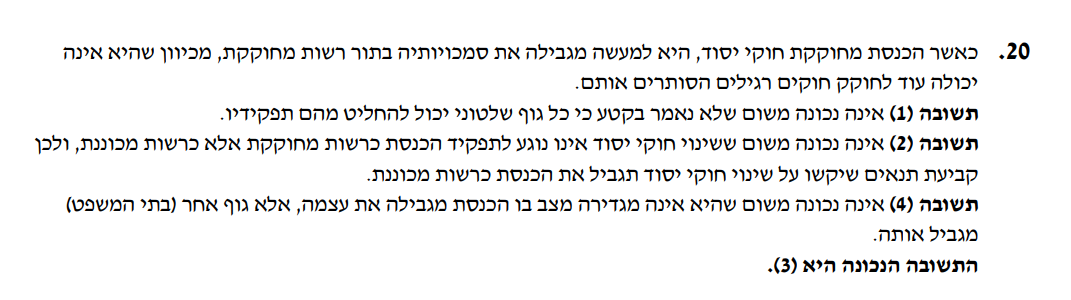 20. כאשר הכנסת מחוקקת חוקי יסוד, היא למעשה מגבילה את סמכויותיה בתור רשות מחוקקת, מכיוון שהיא אינה
יכולה עוד לחוקק חוקים רגילים הסותרים אותם.
תשובה (1) אינה נכונה משום שלא נאמר בקטע כי כל גוף שלטוני יכול להחליט מהם תפקידיו.
תשובה (2) אינה נכונה משום ששינוי חוקי יסוד אינו נוגע לתפקיד הכנסת כרשות מחוקקת אלא כרשות מכוננת, ולכן
קביעת תנאים שיקשו על שינוי חוקי יסוד תגביל את הכנסת כרשות מכוננת.
תשובה (4) אינה נכונה משום שהיא אינה מגדירה מצב בו הכנסת מגבילה את עצמה, אלא גוף אחר (בתי המשפט)
מגביל אותה.
התשובה הנכונה היא (3).